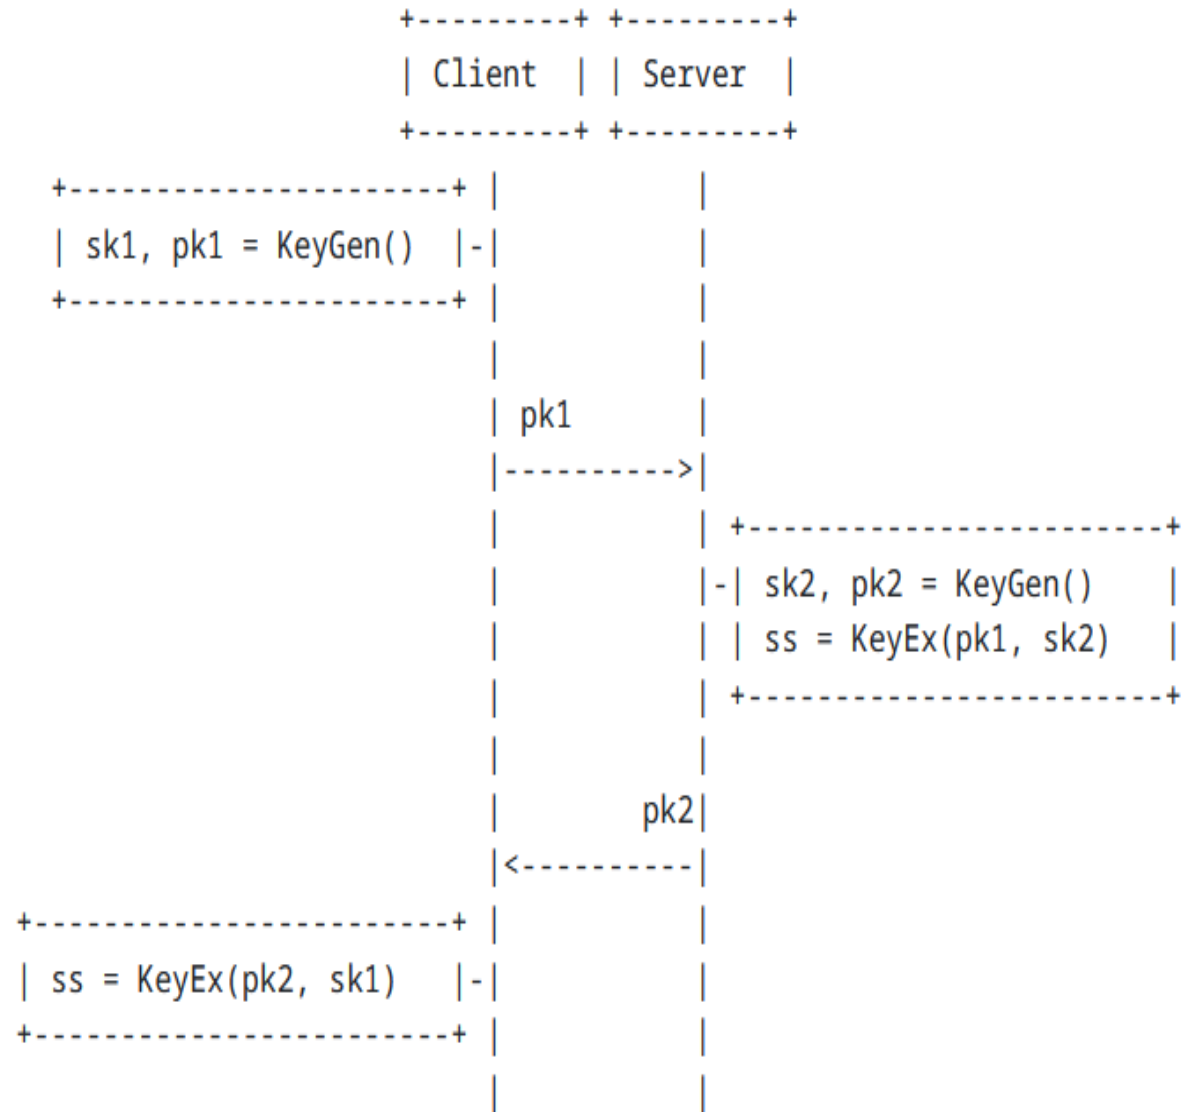 +---------+ +---------+
| Client  | | Server  |
+---------+ +---------+
+----------------------+ |           |
| sk1, pk1 = KeyGen()  |-|           |
+----------------------+ |           |
|           |
| pk1       |
|---------->|
|           | +------------------------+
|           |-| sk2, pk2 = KeyGen()    |
|           | | ss = KeyEx(pk1, sk2)   |
|           | +------------------------+
|           |
|        pk2|
|<----------|
+-------------------------+ |           |
| ss = KeyEx(pk2, sk1)   |-|           |
+-------------------------+ |           |
|           |